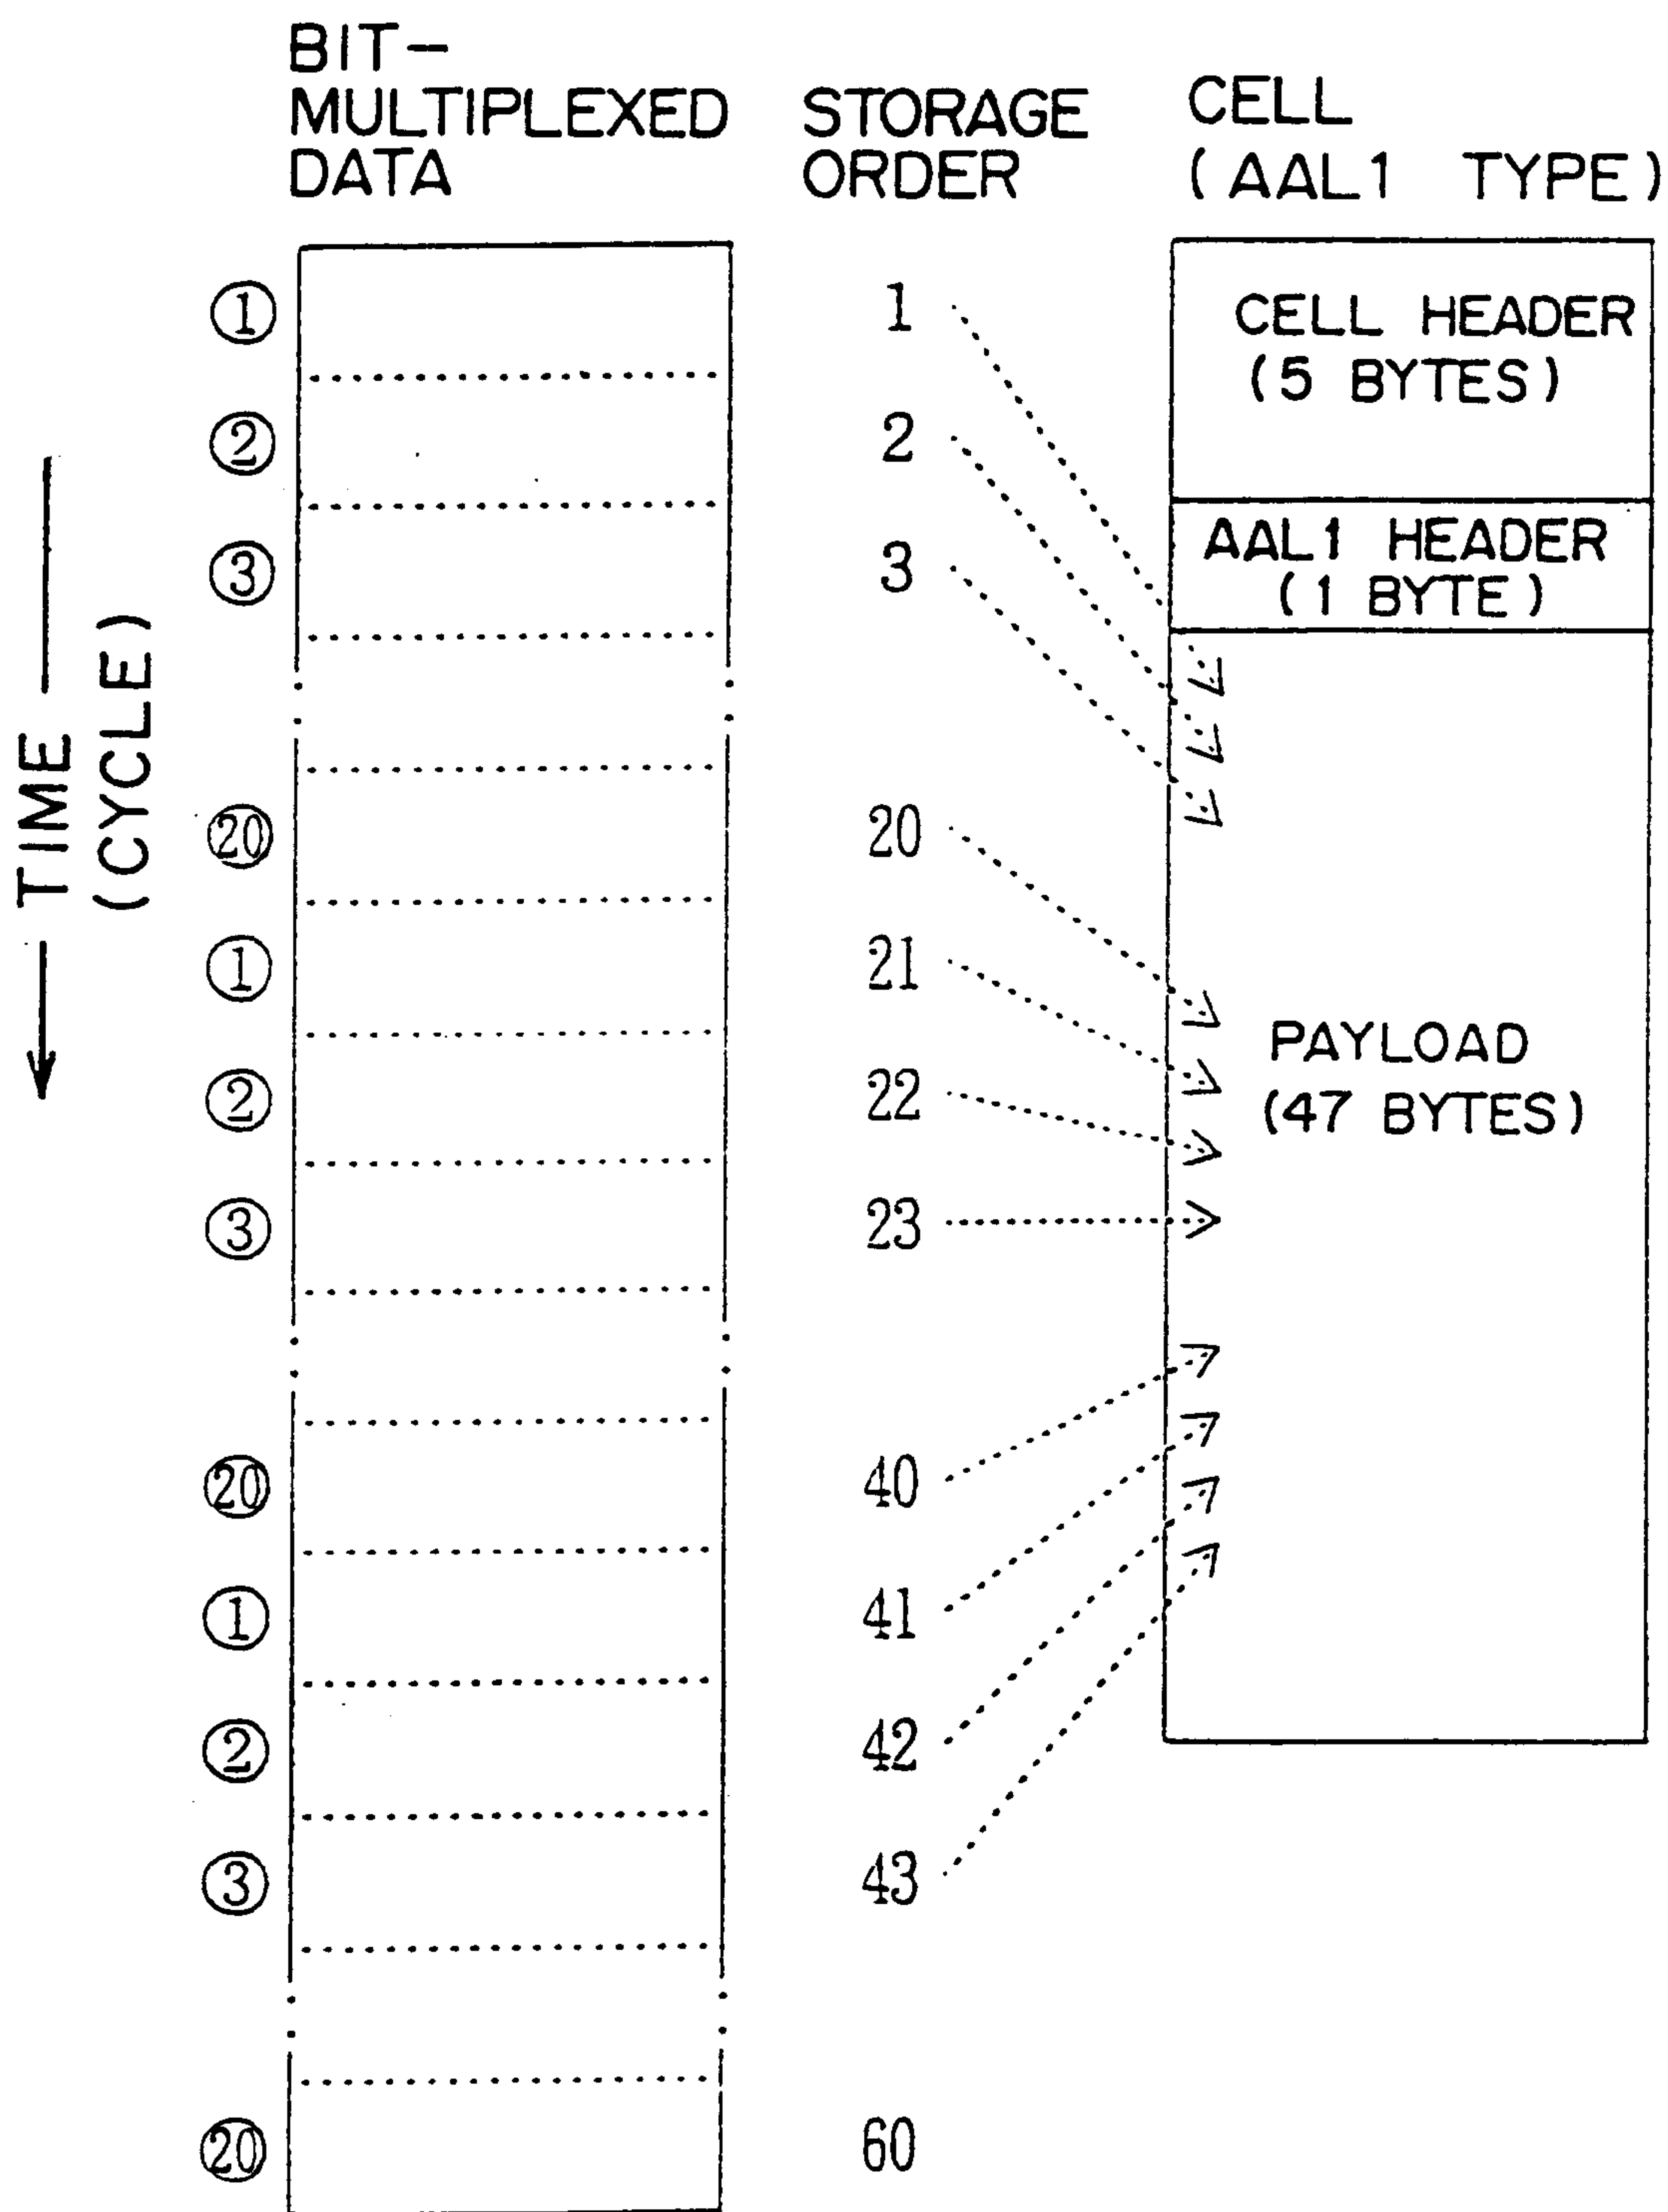 BIT-
MULTIPLEXED
DATA
STORAGE
ORDER
CELL
(AAL1 TYPE)
TIME
(CYCLE)
①
②
③
⑳
①
②
③
⑳
①
②
③
⑳
1
2
3
20
21
22
23
40
41
42
43
60
CELL HEADER
(5 BYTES)
AAL1 HEADER
(1 BYTE)
PAYLOAD
(47 BYTES)